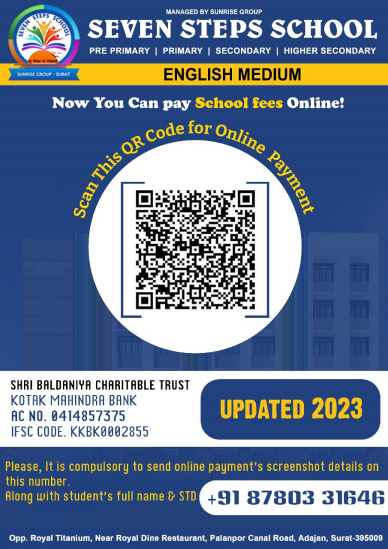 MANAGED BY SUNRISE GROUP
SEVEN STEPS SCHOOL
PRE PRIMARY | PRIMARY | SECONDARY | HIGHER SECONDARY
SEVEN STEPS SCHOOL
SUNRISE GROUP - SURAT
ENGLISH MEDIUM
Now You Can pay School fees Online!
Scan This QR Code for Online Payment
SHRI BALDANIYA CHARITABLE TRUST
KOTAK MAHINDRA BANK
AC NO. 0414857375
IFSC CODE. KKBK0002855
UPDATED 2023
Please, It is compulsory to send online payment's screenshot details on
this number.
Along with student's full name & STD
+91 87803 31646
Opp. Royal Titanium, Near Royal Dine Restaurant, Palanpor Canal Road, Adajan, Surat-395009